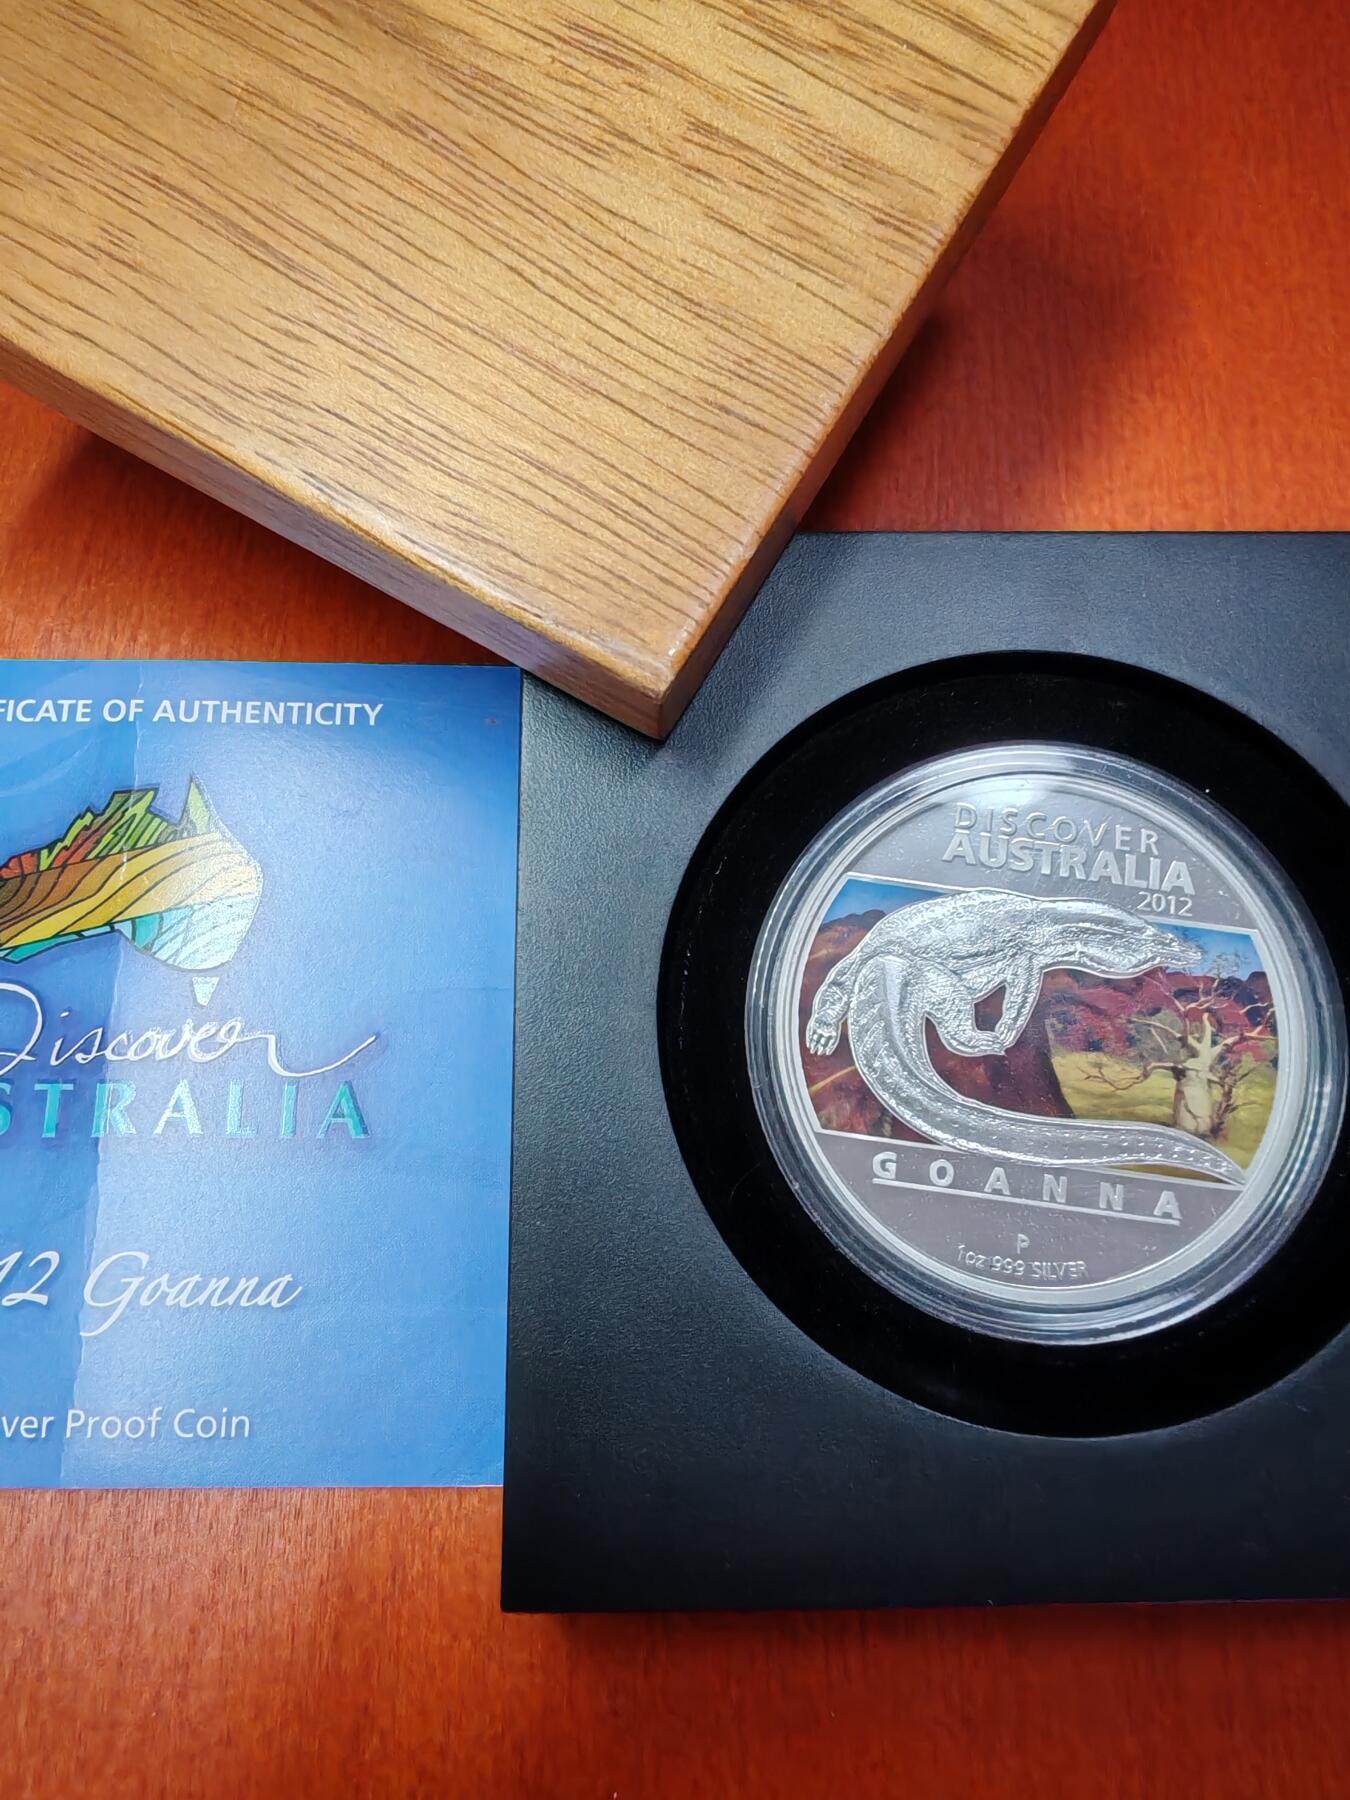 FICATE OF AUTHENTICITY
Discover
STRALIA
12 Goanna
ver Proof Coin
DISCOVER
AUSTRALIA
2012
GOANNA
P
1oz 999 SILVER